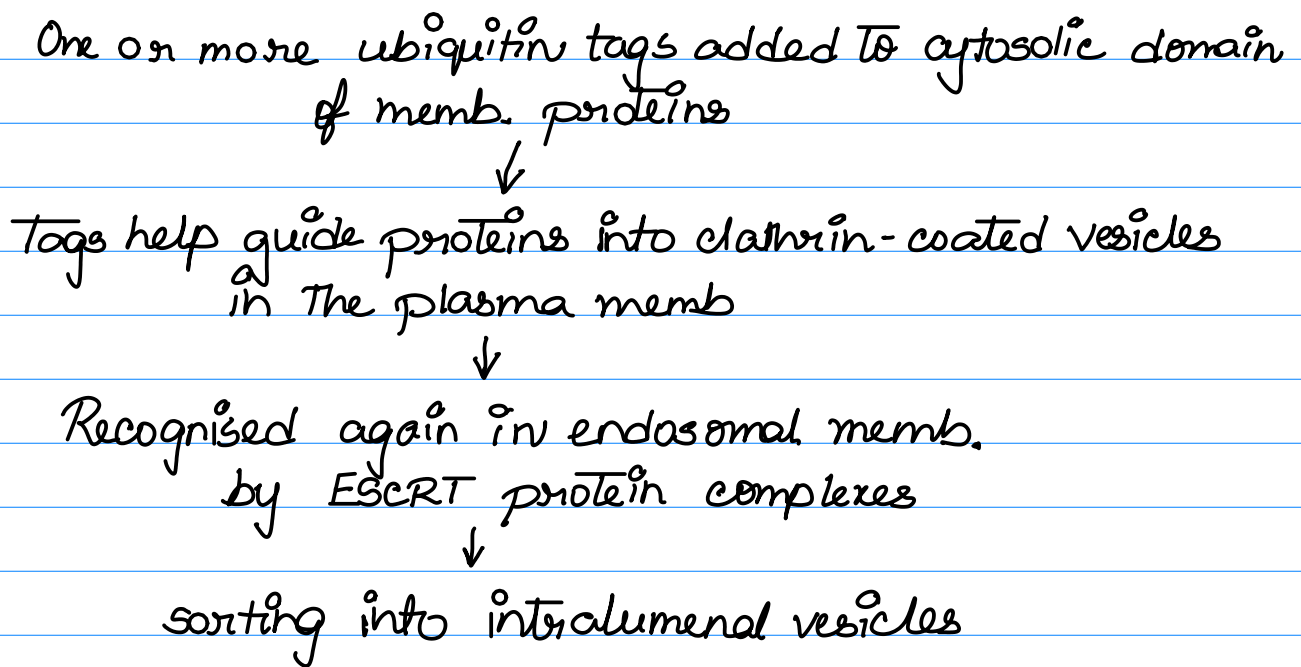 One or more ubiquitin tags added to cytosolic domain
of memb. proteins
↓
Tags help guide proteins into clathrin-coated vesicles
in the plasma memb
↓
Recognised again in endosomal memb.
by ESCRT protein complexes
↓
sorting into intralumenal vesicles